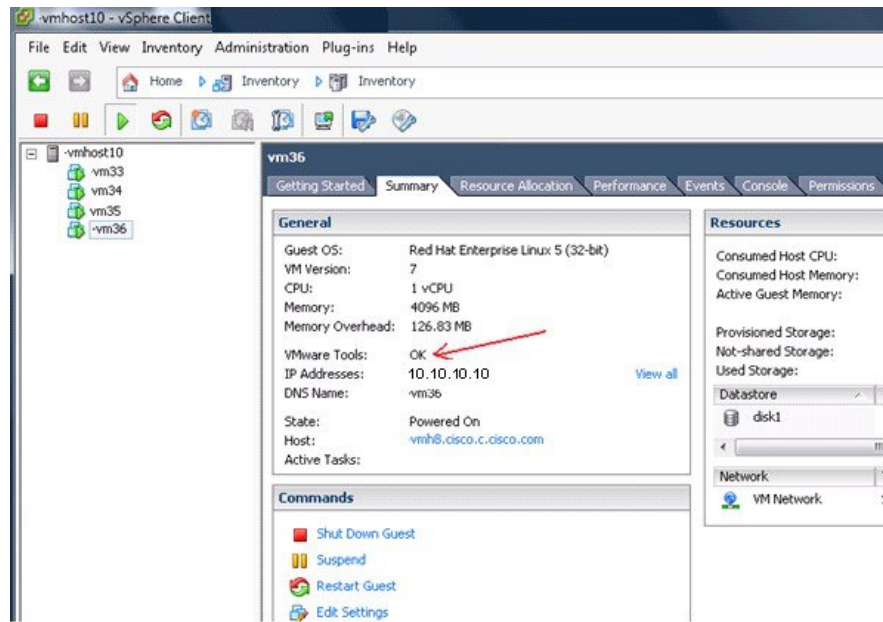 -vmhost10 - vSphere Client
File Edit View Inventory Administration Plug-ins Help
Home Inventory Inventory
-vmhost10
vm33
vm34
vm35
-vm36
vm36
Getting Started Summary Resource Allocation Performance Events Console Permissions
General
Guest OS: Red Hat Enterprise Linux 5 (32-bit)
VM Version: 7
CPU: 1 vCPU
Memory: 4096 MB
Memory Overhead: 126.83 MB
VMware Tools: OK
IP Addresses: 10.10.10.10 View all
DNS Name: -vm36
State: Powered On
Host: vmh8.cisco.c.cisco.com
Active Tasks:
Commands
Shut Down Guest
Suspend
Restart Guest
Edit Settings
Resources
Consumed Host CPU:
Consumed Host Memory:
Active Guest Memory:
Provisioned Storage:
Not-shared Storage:
Used Storage:
Datastore
disk1
Network
VM Network